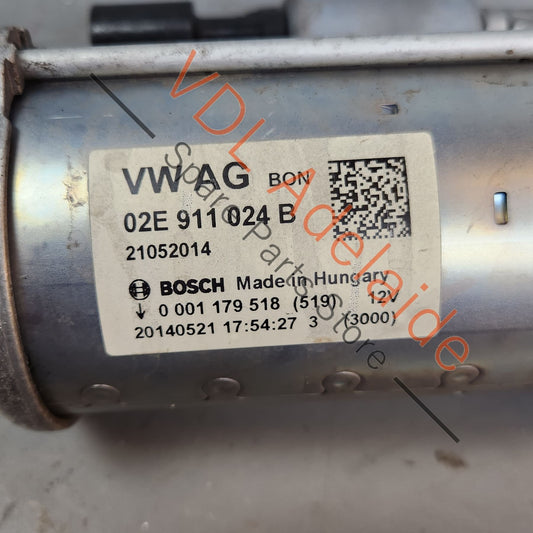 VW AG BON
02E 911 024 B
21052014
BOSCH Made in Hungary
0 001 179 518 (519) 12V
20140521 17:54:27 3 (3000)
VDL Adelaide
Spare Parts Store